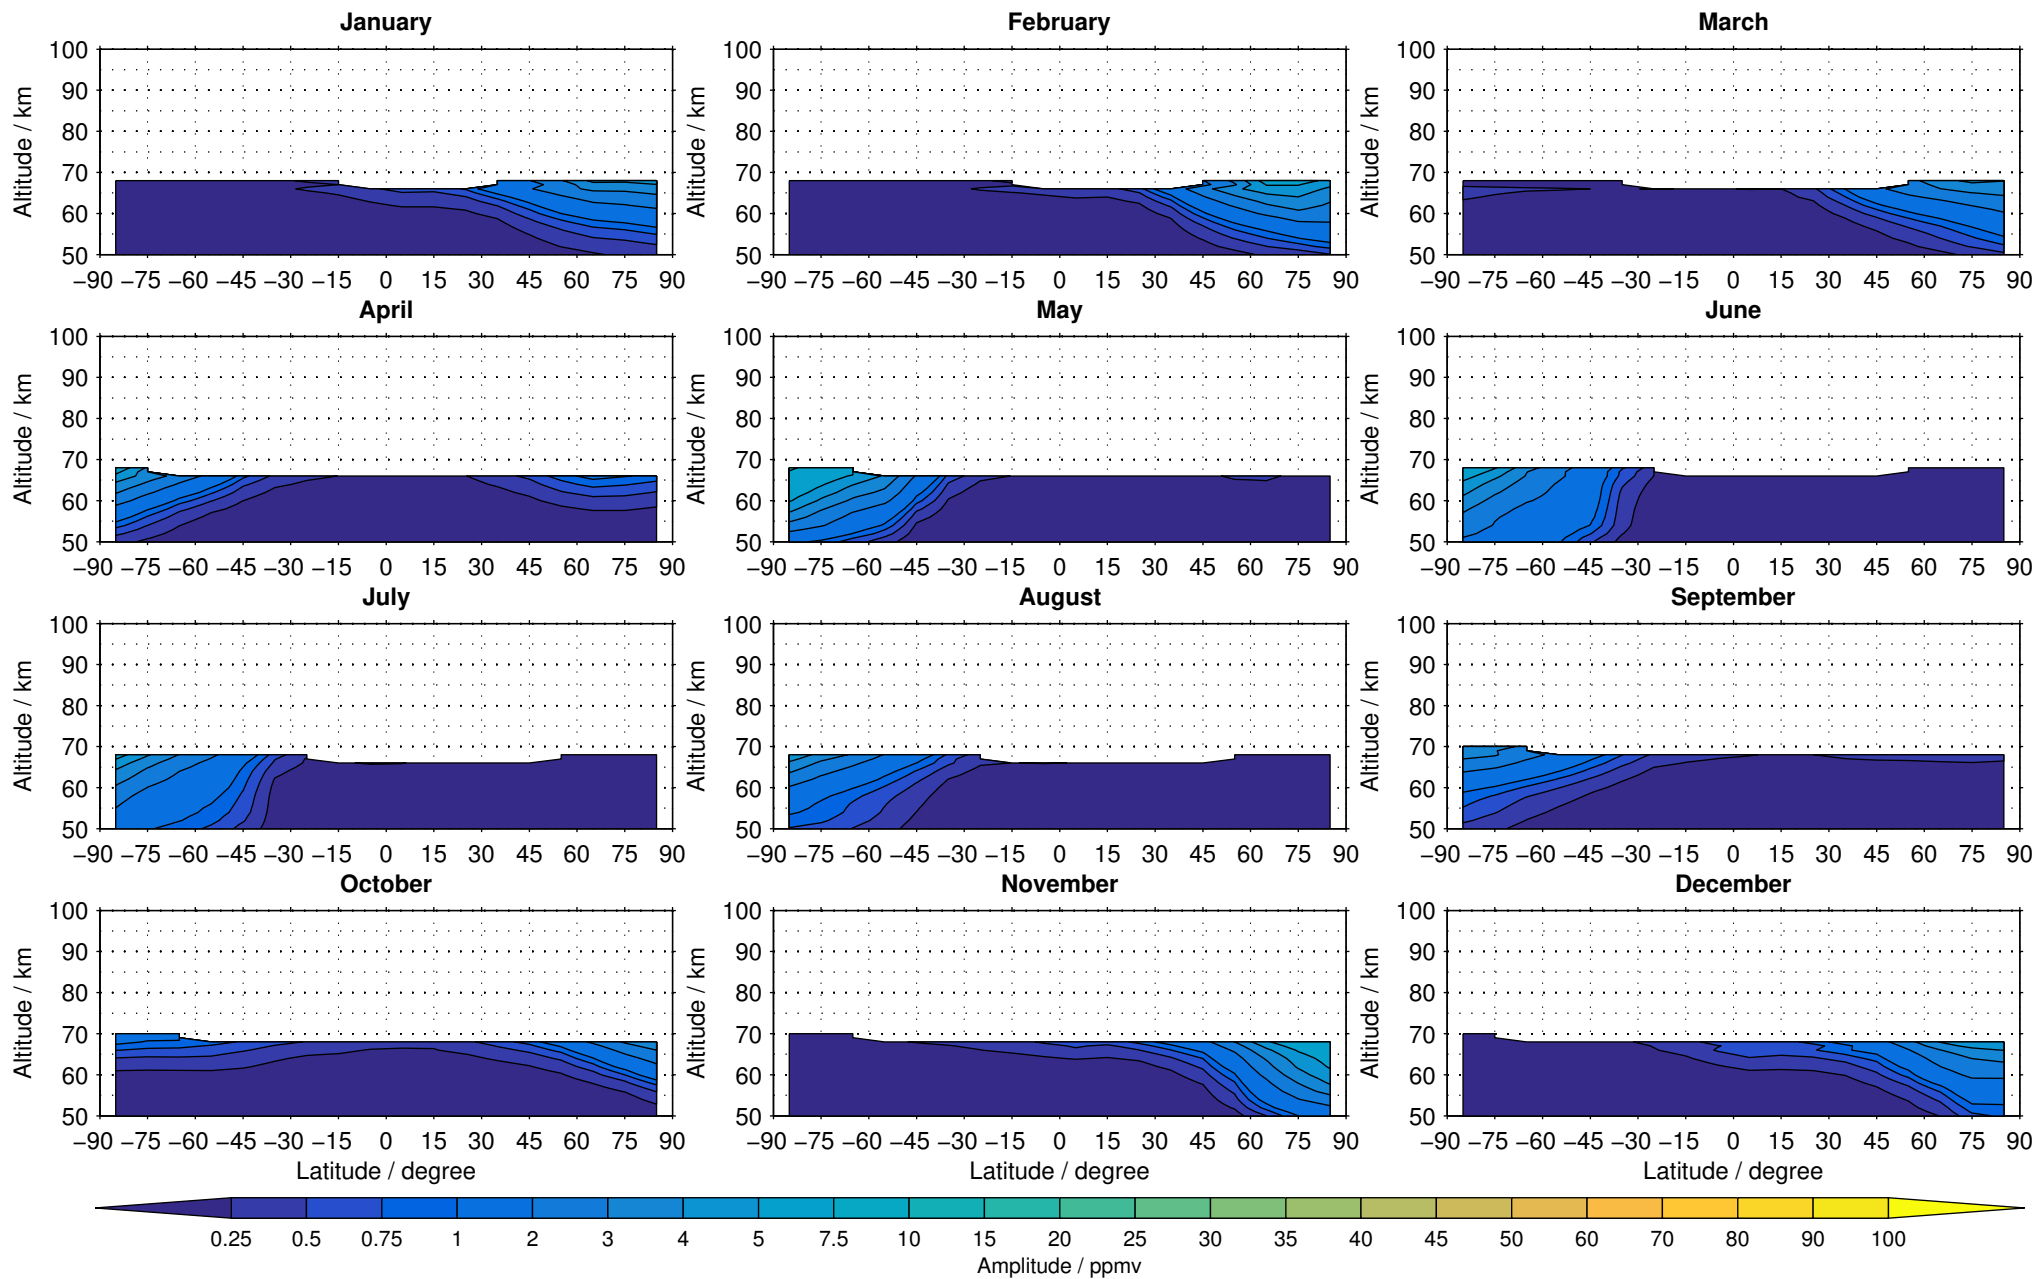 January February March
100 100 100
90 90 90
80 80 80
70 70 70
60 60 60
50 50 50
Altitude / km Altitude / km Altitude / km
−90 −75 −60 −45 −30 −15 0 15 30 45 60 75 90 −90 −75 −60 −45 −30 −15 0 15 30 45 60 75 90 −90 −75 −60 −45 −30 −15 0 15 30 45 60 75 90
April May June
100 100 100
90 90 90
80 80 80
70 70 70
60 60 60
50 50 50
Altitude / km Altitude / km Altitude / km
−90 −75 −60 −45 −30 −15 0 15 30 45 60 75 90 −90 −75 −60 −45 −30 −15 0 15 30 45 60 75 90 −90 −75 −60 −45 −30 −15 0 15 30 45 60 75 90
July August September
100 100 100
90 90 90
80 80 80
70 70 70
60 60 60
50 50 50
Altitude / km Altitude / km Altitude / km
−90 −75 −60 −45 −30 −15 0 15 30 45 60 75 90 −90 −75 −60 −45 −30 −15 0 15 30 45 60 75 90 −90 −75 −60 −45 −30 −15 0 15 30 45 60 75 90
October November December
100 100 100
90 90 90
80 80 80
70 70 70
60 60 60
50 50 50
Altitude / km Altitude / km Altitude / km
−90 −75 −60 −45 −30 −15 0 15 30 45 60 75 90 −90 −75 −60 −45 −30 −15 0 15 30 45 60 75 90 −90 −75 −60 −45 −30 −15 0 15 30 45 60 75 90
Latitude / degree Latitude / degree Latitude / degree
0.25 0.5 0.75 1 2 3 4 5 7.5 10 15 20 25 30 35 40 45 50 60 70 80 90 100
Amplitude / ppmv